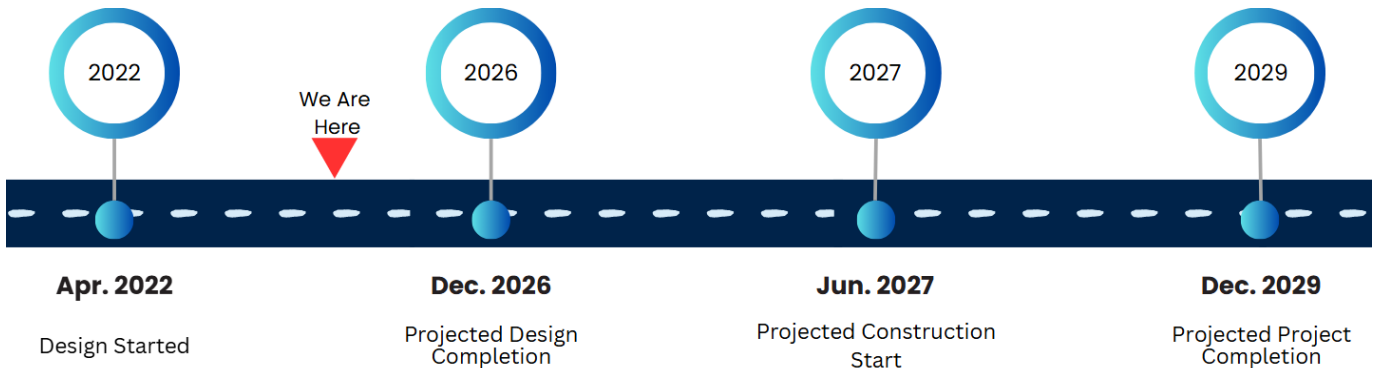 2022
2026
2027
2029
We Are
Here
Apr. 2022
Dec. 2026
Jun. 2027
Dec. 2029
Design Started
Projected Design
Completion
Projected Construction
Start
Projected Project
Completion